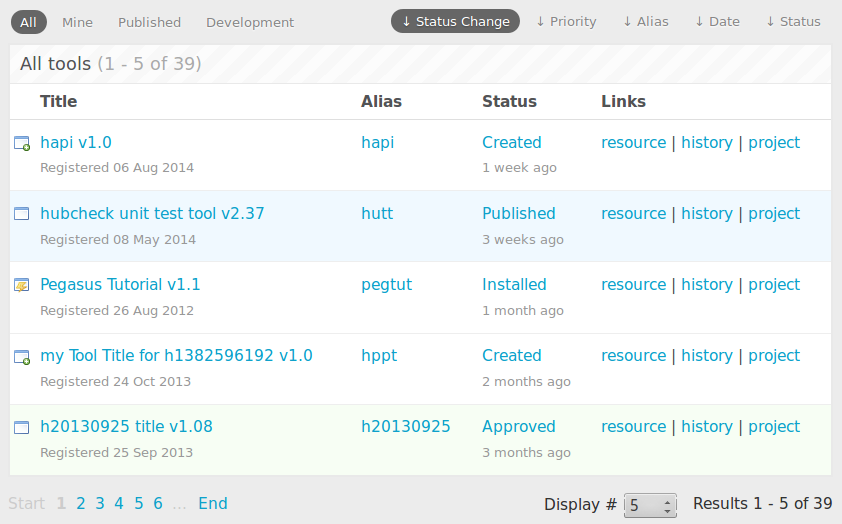 All Mine Published Development ↓ Status Change ↓ Priority ↓ Alias ↓ Date ↓ Status
All tools (1 - 5 of 39)
Title Alias Status Links
hapi v1.0 hapi Created resource | history | project
Registered 06 Aug 2014 1 week ago
hubcheck unit test tool v2.37 hutt Published resource | history | project
Registered 08 May 2014 3 weeks ago
Pegasus Tutorial v1.1 pegtut Installed resource | history | project
Registered 26 Aug 2012 1 month ago
my Tool Title for h1382596192 v1.0 hppt Created resource | history | project
Registered 24 Oct 2013 2 months ago
h20130925 title v1.08 h20130925 Approved resource | history | project
Registered 25 Sep 2013 3 months ago
Start 1 2 3 4 5 6 ... End Display # 5 Results 1 - 5 of 39